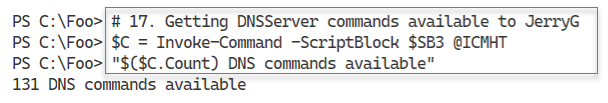 PS C:\Foo> # 17. Getting DNSServer commands available to JerryG
PS C:\Foo> $C = Invoke-Command -ScriptBlock $SB3 @ICMHT
PS C:\Foo> "$($C.Count) DNS commands available"
131 DNS commands available